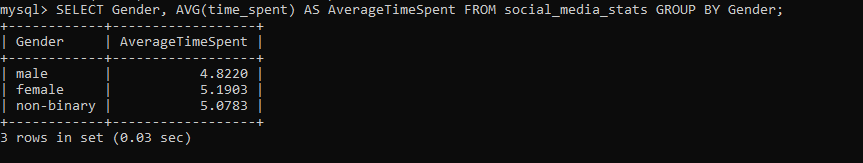 mysql> SELECT Gender, AVG(time_spent) AS AverageTimeSpent FROM social_media_stats GROUP BY Gender;
+------------+------------------+
| Gender     | AverageTimeSpent |
+------------+------------------+
| male       |           4.8220 |
| female     |           5.1903 |
| non-binary |           5.0783 |
+------------+------------------+
3 rows in set (0.03 sec)